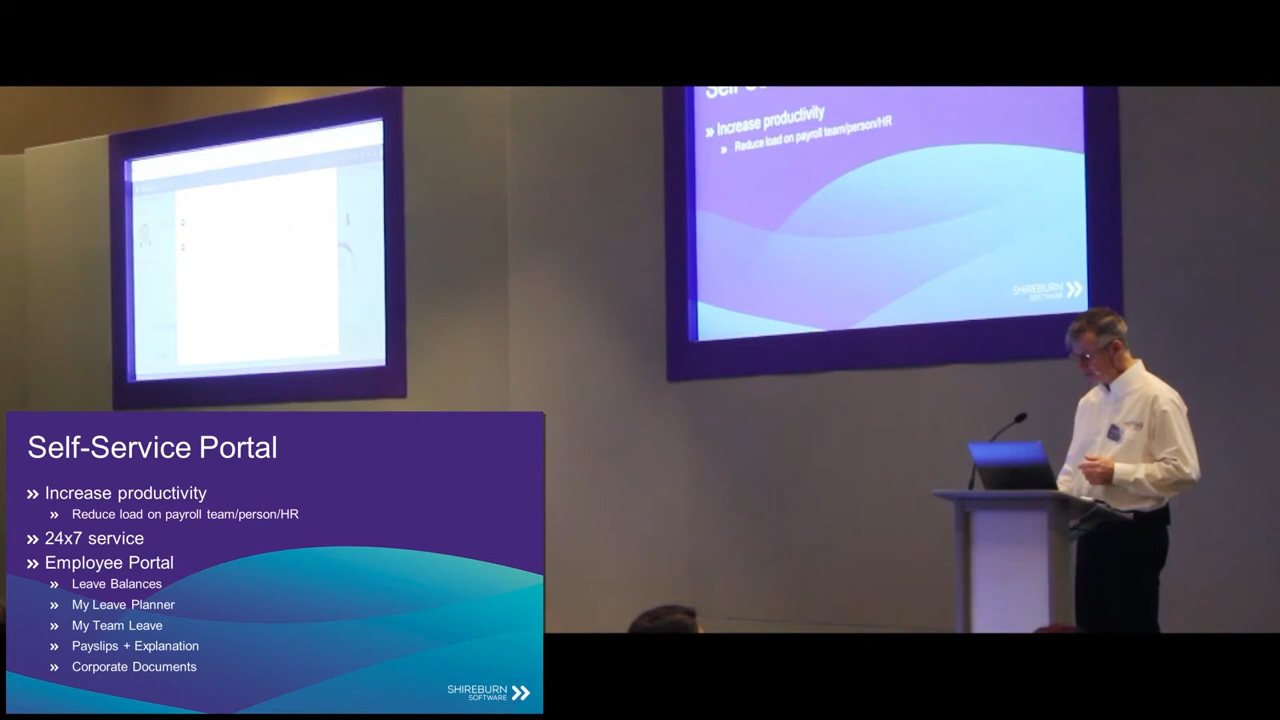 » Increase productivity
» Reduce load on payroll team/person/HR
SHIREBURN
SOFTWARE
Self-Service Portal
» Increase productivity
» Reduce load on payroll team/person/HR
» 24x7 service
» Employee Portal
» Leave Balances
» My Leave Planner
» My Team Leave
» Payslips + Explanation
» Corporate Documents
SHIREBURN
SOFTWARE